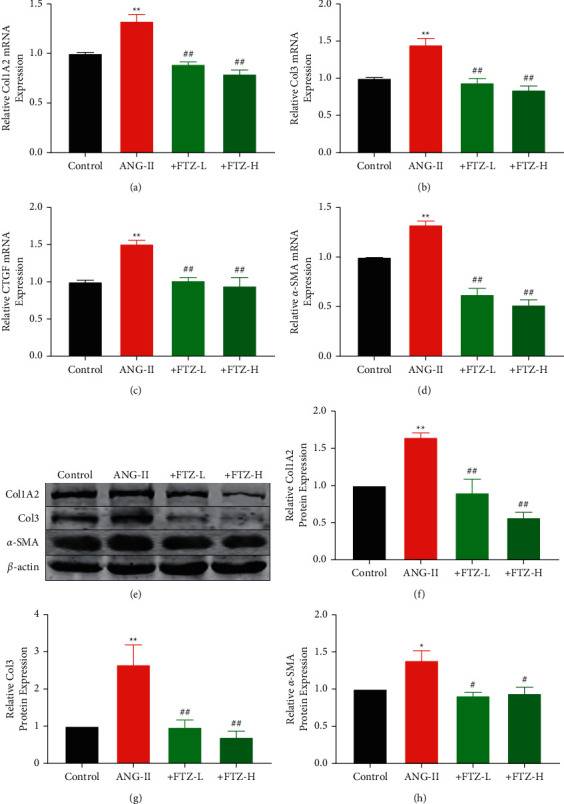 Relative Col1A2 mRNA
Expression
1.5
1.0
0.5
0.0
**
##
##
Control
ANG-II
+FTZ-L
+FTZ-H
(a)
Relative Col3 mRNA
Expression
2.0
1.5
1.0
0.5
0.0
**
##
##
Control
ANG-II
+FTZ-L
+FTZ-H
(b)
Relative CTGF mRNA
Expression
2.0
1.5
1.0
0.5
0.0
**
##
##
Control
ANG-II
+FTZ-L
+FTZ-H
(c)
Relative α-SMA mRNA
Expression
1.5
1.0
0.5
0.0
**
##
##
Control
ANG-II
+FTZ-L
+FTZ-H
(d)
Control
ANG-II
+FTZ-L
+FTZ-H
Col1A2
Col3
α-SMA
β-actin
(e)
Relative Col1A2
Protein Expression
2.0
1.5
1.0
0.5
0.0
**
##
##
Control
ANG-II
+FTZ-L
+FTZ-H
(f)
Relative Col3
Protein Expression
4
3
2
1
0
**
##
##
Control
ANG-II
+FTZ-L
+FTZ-H
(g)
Relative α-SMA
Protein Expression
2.0
1.5
1.0
0.5
0.0
*
#
#
Control
ANG-II
+FTZ-L
+FTZ-H
(h)